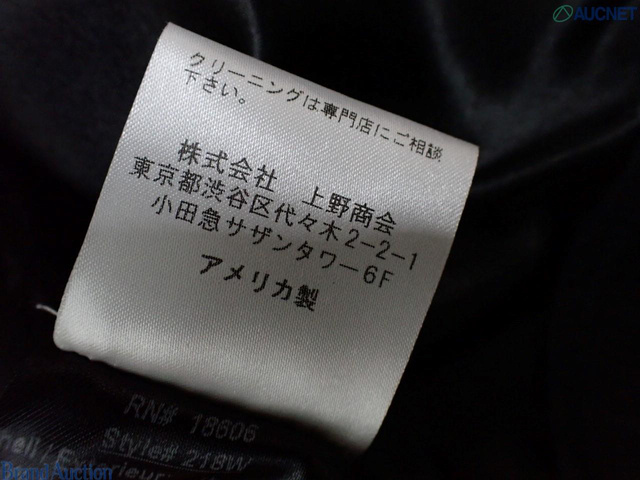 AUCNET
クリーニングは専門店にご相談
下さい。
株式会社 上野商会
東京都渋谷区代々木2-2-1
小田急サザンタワー6F
アメリカ製
RN# 18606
Style# 218W
Brand Auction